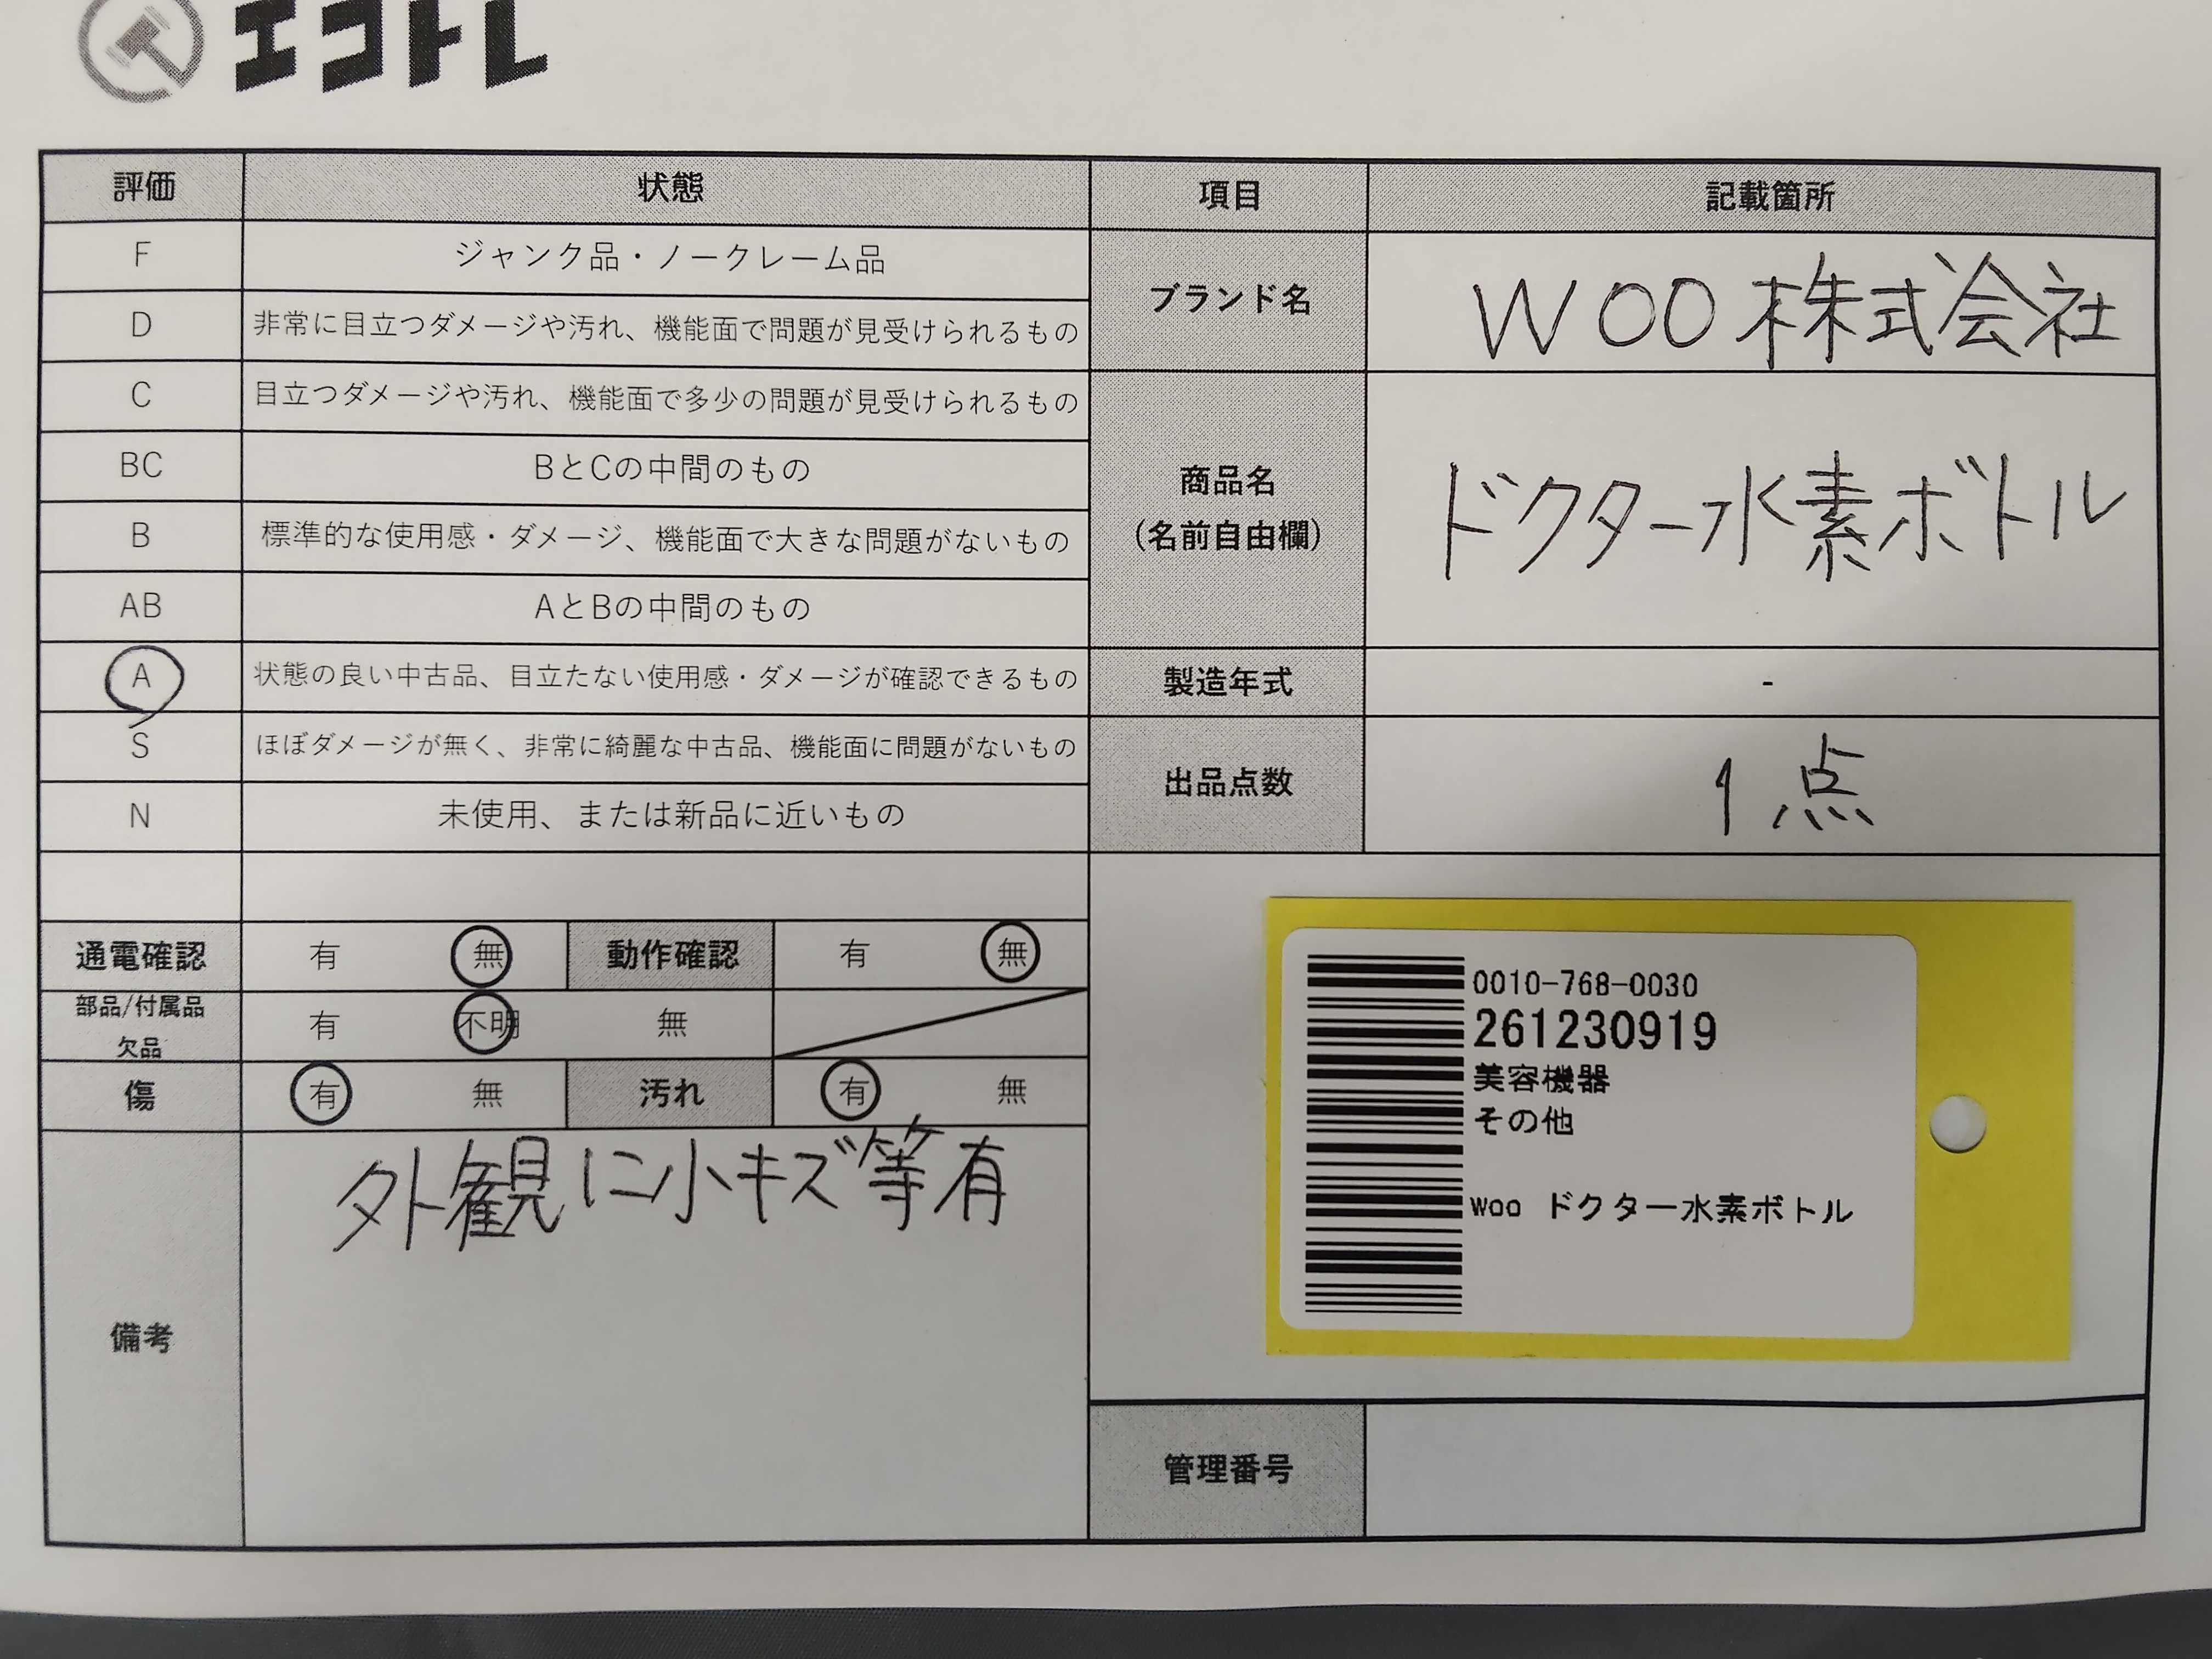 エコトレ
評価 状態 項目 記載箇所
F ジャンク品・ノークレーム品
D 非常に目立つダメージや汚れ、機能面で問題が見受けられるもの
C 目立つダメージや汚れ、機能面で多少の問題が見受けられるもの
BC BとCの中間のもの
B 標準的な使用感・ダメージ、機能面で大きな問題がないもの
AB AとBの中間のもの
A 状態の良い中古品、目立たない使用感・ダメージが確認できるもの
S ほぼダメージが無く、非常に綺麗な中古品、機能面に問題がないもの
N 未使用、または新品に近いもの
通電確認 有 無 動作確認 有 無
部品/付属品
欠品 有 不明 無
傷 有 無 汚れ 有 無
備考 外観に小キズ等有
ブランド名 WOO株式会社
商品名
(名前自由欄) ドクター水素ボトル
製造年式 -
出品点数 1点
0010-768-0030
261230919
美容機器
その他
woo ドクター水素ボトル
管理番号